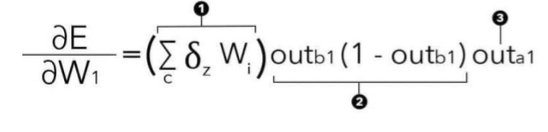 ❶ ❸
∂E/∂W₁ = (∑c δz Wi) outb1(1 - outb1) outa1
❷